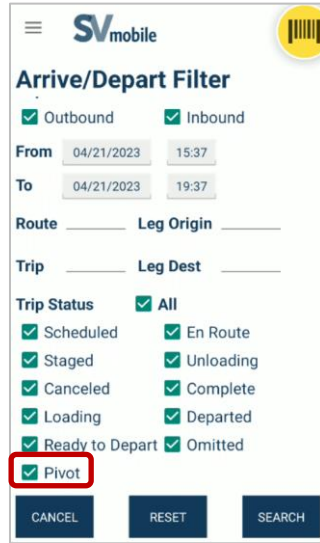 SVmobile
Arrive/Depart Filter
Outbound Inbound
From 04/21/2023 15:37
To 04/21/2023 19:37
Route Leg Origin
Trip Leg Dest
Trip Status All
Scheduled En Route
Staged Unloading
Canceled Complete
Loading Departed
Ready to Depart Omitted
Pivot
CANCEL RESET SEARCH